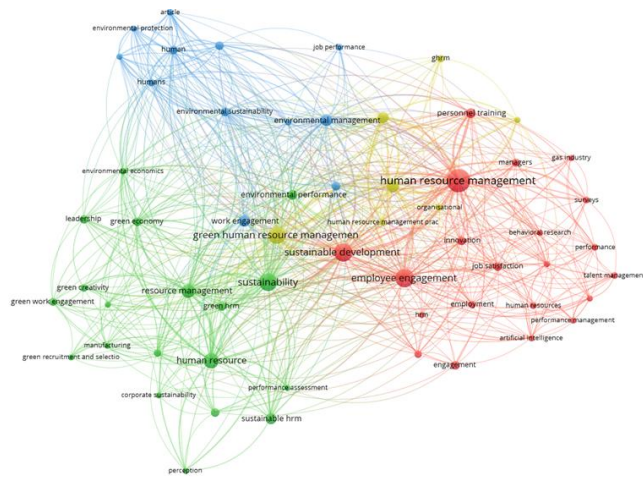 article
environmental protection
human
job performance
ghrm
humans
environmental sustainability
environmental management
personnel training
managers
gas industry
environmental economics
human resource management
environmental performance
surveys
leadership
green economy
work engagement
organisational
human resource management prac
green human resource managemen
behavioral research
innovation
performance
sustainable development
job satisfaction
talent management
employee engagement
sustainability
green creativity
resource management
green work engagement
green hrm
employment
human resources
hrm
performance management
artificial intelligence
manufacturing
green recruitment and selectio
human resource
engagement
performance assessment
corporate sustainability
sustainable hrm
perception